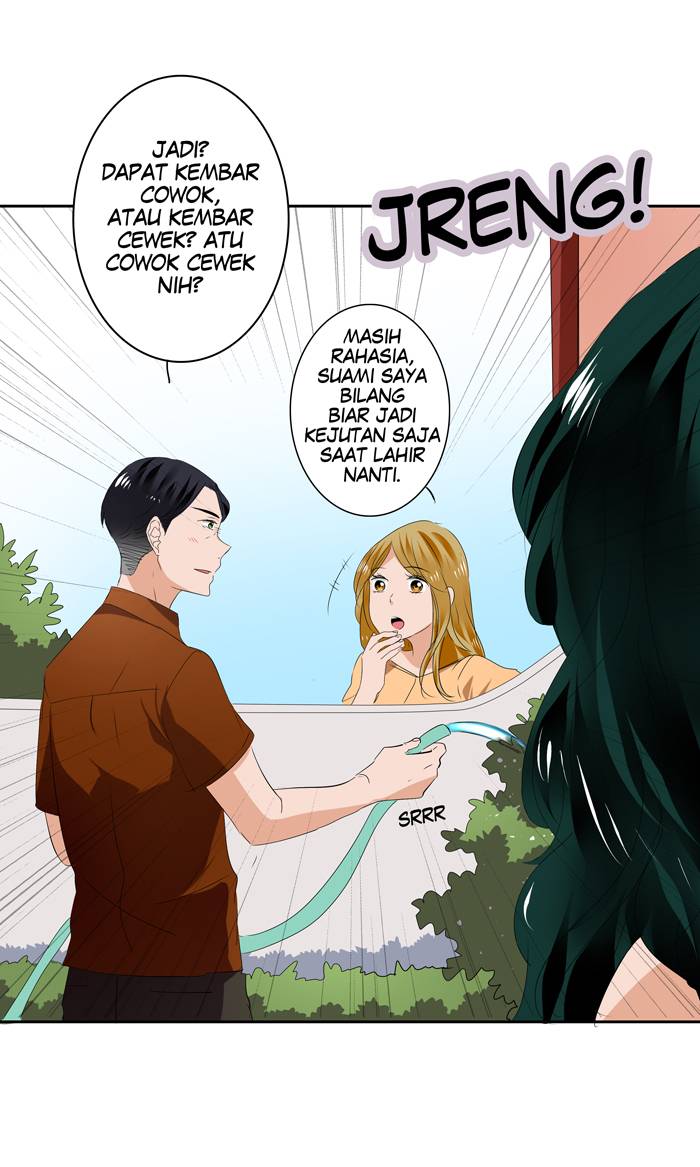 JADI?
DAPAT KEMBAR
COWOK,
ATAU KEMBAR
CEWEK? ATU
COWOK CEWEK
NIH?
JRENG!
MASIH
RAHASIA,
SUAMI SAYA
BILANG
BIAR JADI
KEJUTAN SAJA
SAAT LAHIR
NANTI.
SRRR